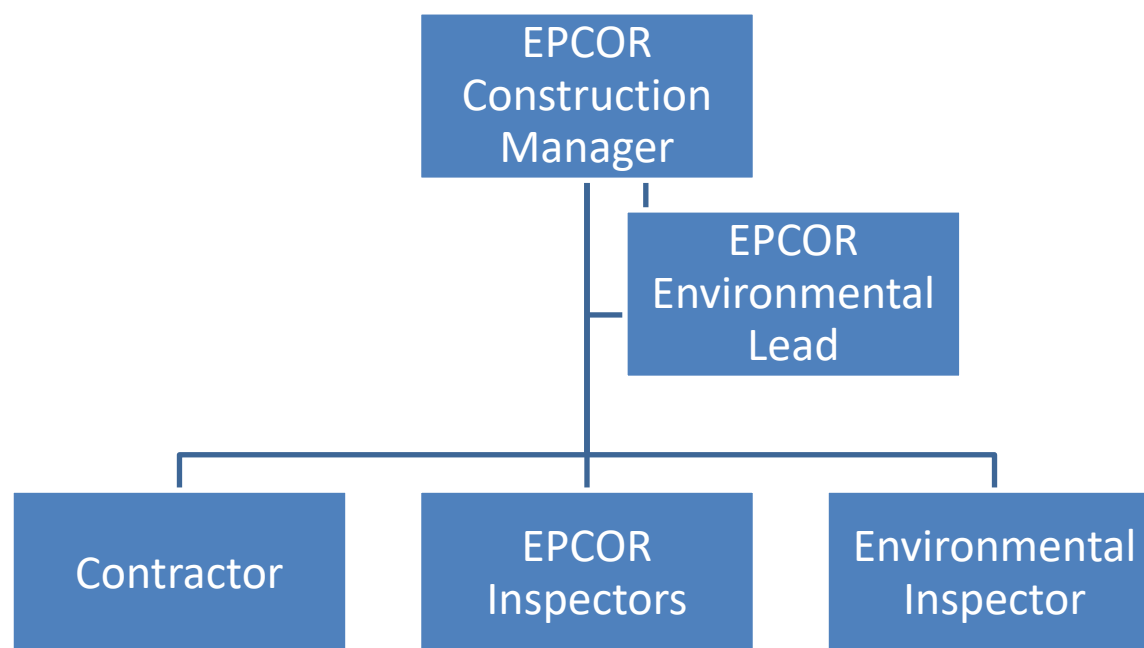 EPCOR
Construction
Manager
EPCOR
Environmental
Lead
Contractor
EPCOR
Inspectors
Environmental
Inspector